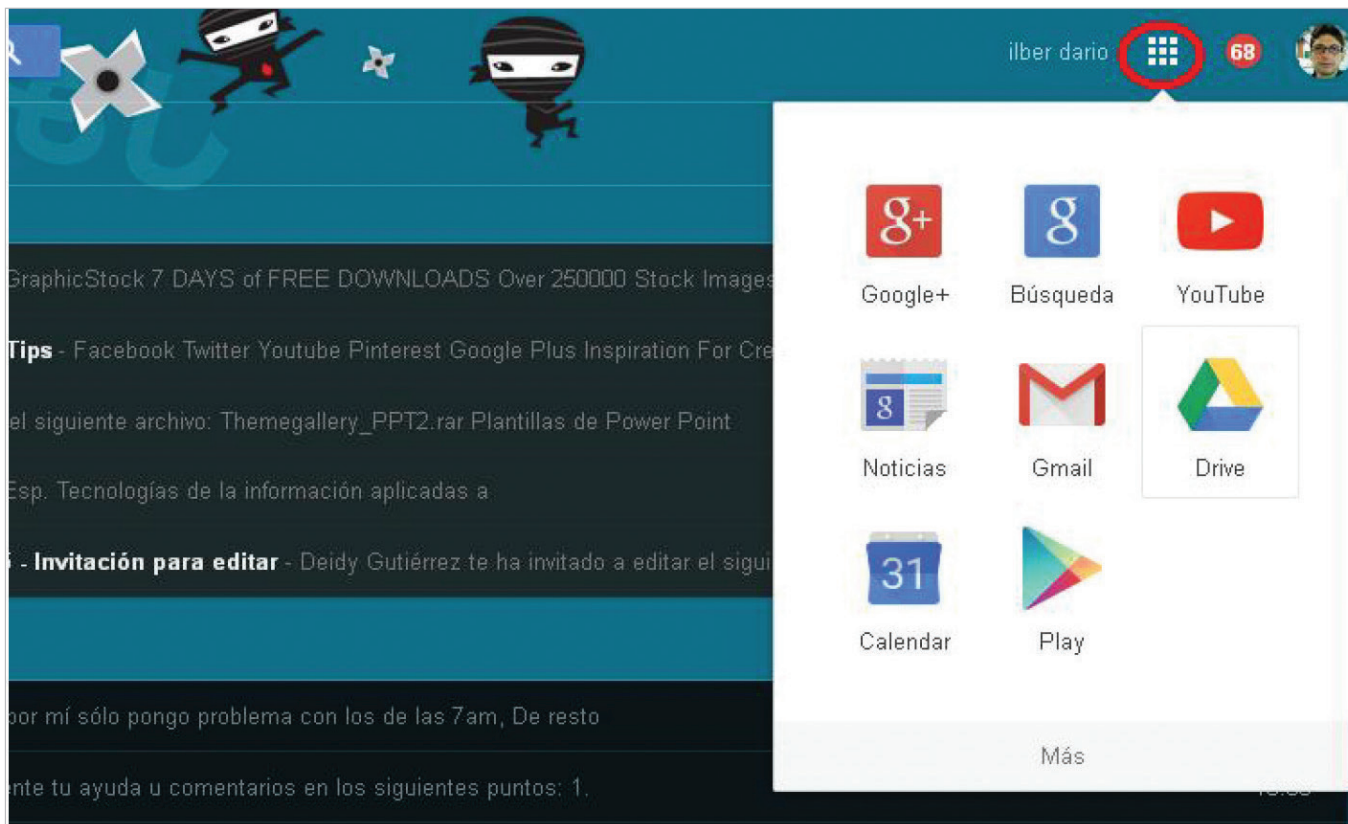 ilber dario
68
g+
g
Google+
Búsqueda
YouTube
GraphicStock 7 DAYS of FREE DOWNLOADS Over 250000 Stock Images
Tips - Facebook Twitter Youtube Pinterest Google Plus Inspiration For Cre
g
el siguiente archivo: Themegallery_PPT2.rar Plantillas de Power Point
Noticias
Gmail
Drive
Esp. Tecnologías de la información aplicadas a
- Invitación para editar - Deidy Gutiérrez te ha invitado a editar el sigui
31
Calendar
Play
por mí sólo pongo problema con los de las 7am, De resto
Más
ente tu ayuda u comentarios en los siguientes puntos: 1.